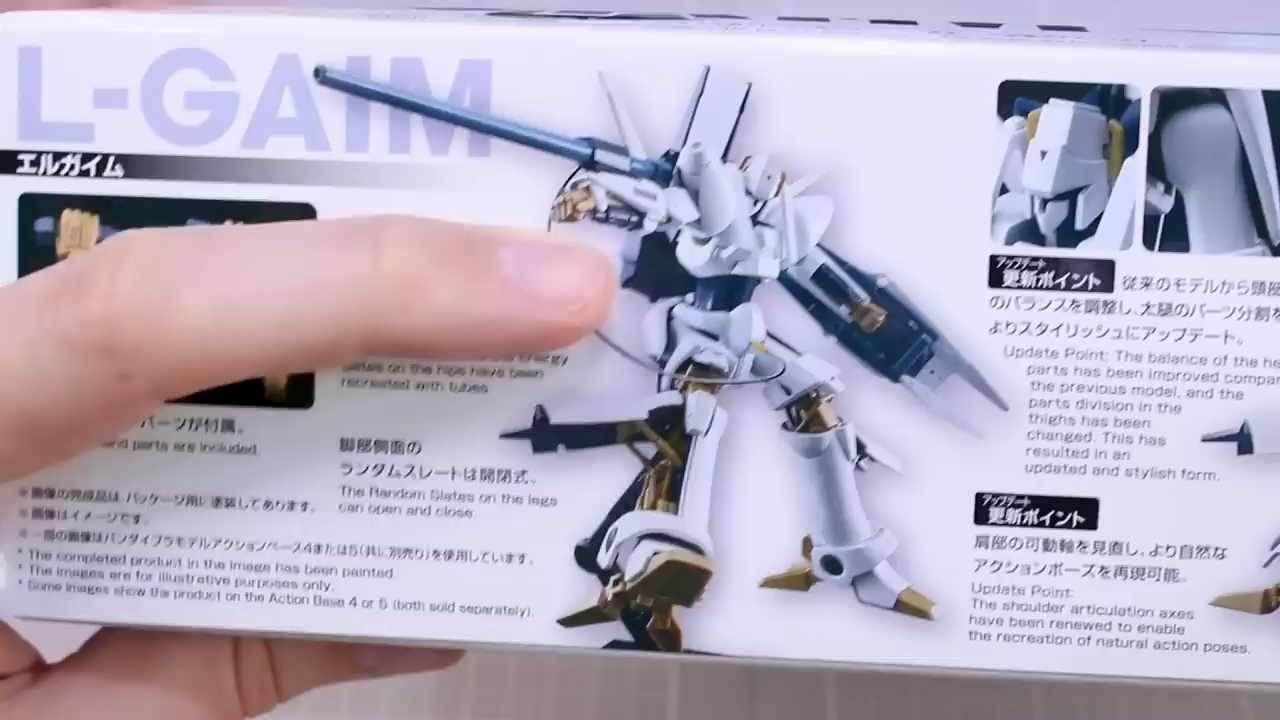 L-GAIM
エルガイム
on the hips have been
recreated with tubes.
パーツが付属。
and parts are included.
脚部側面の
ランダムスレートは開閉式。
The Random Slates on the legs
can open and close.
※画像の完成品は、パッケージ用に塗装してあります。
※画像はイメージです。
※一部の画像はバンダイプラモデルアクションベース4または5(共に別売り)を使用しています。
* The completed product in the image has been painted.
* The images are for illustrative purposes only.
* Some images show the product on the Action Base 4 or 5 (both sold separately).
アップデート
更新ポイント
従来のモデルから頭
のバランスを調整し、太腿のパーツ分割を
よりスタイリッシュにアップデート。
Update Point: The balance of the he
parts has been improved compar
the previous model, and the
parts division in the
thighs has been
changed. This has
resulted in an
updated and stylish form.
アップデート
更新ポイント
肩部の可動軸を見直し、より自然な
アクションポーズを再現可能。
Update Point:
The shoulder articulation axes
have been renewed to enable
the recreation of natural action poses.